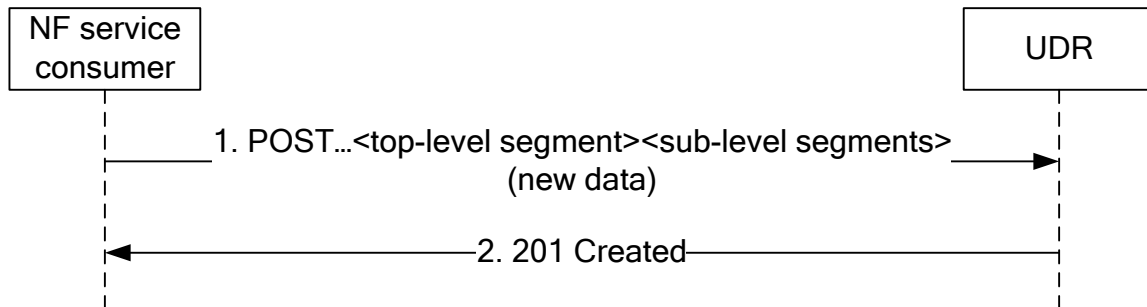 NF service
consumer
UDR
1. POST…<top-level segment><sub-level segments>
(new data)
2. 201 Created